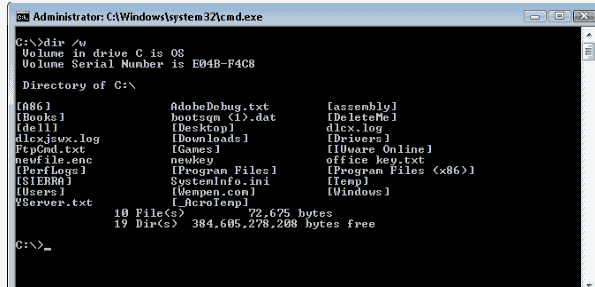 Administrator: C:\Windows\system32\cmd.exe
C:\>dir /w
Volume in drive C is OS
Volume Serial Number is E04B-F4C8
Directory of C:\
[A86] AdobeDebug.txt [assembly]
[Books] bootsqm (1).dat [DeleteMe]
[dell] [Desktop] dlcx.log
dlcxjswx.log [Downloads] [Drivers]
FtpCmd.txt [Games] [[Uware Online]
newfile.enc newkey office key.txt
[PerfLogs] [Program Files] [Program Files (x86)]
[SIERRA] SystemInfo.ini [Temp]
[Users] [Wempen.com] [Windows]
YServer.txt [_AcroTemp]
10 File(s) 72,675 bytes
19 Dir(s) 384,605,278,208 bytes free
C:\>_